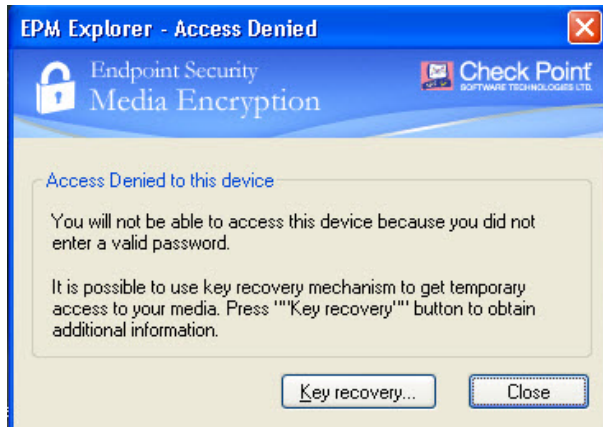 EPM Explorer - Access Denied
Endpoint Security
Media Encryption
Check Point
SOFTWARE TECHNOLOGIES LTD.
Access Denied to this device
You will not be able to access this device because you did not
enter a valid password.
It is possible to use key recovery mechanism to get temporary
access to your media. Press ""Key recovery"" button to obtain
additional information.
Key recovery...
Close